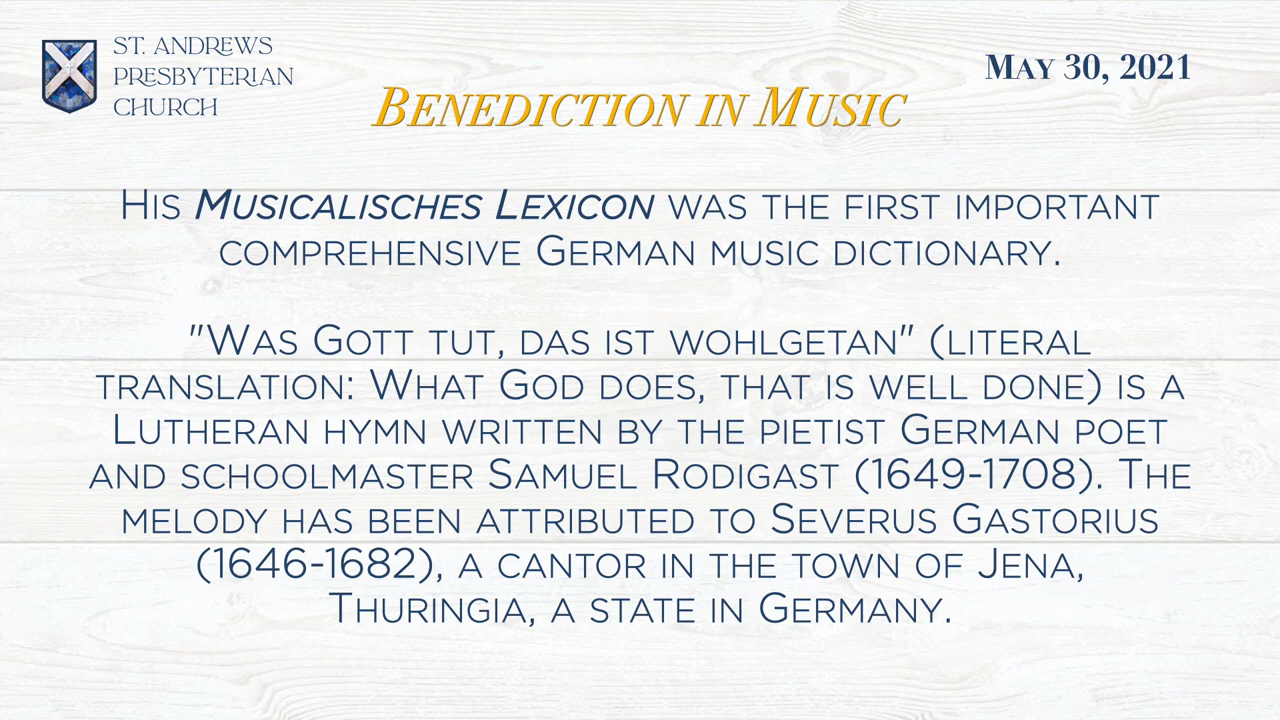 ST. ANDREWS
PRESBYTERIAN
CHURCH
MAY 30, 2021
BENEDICTION IN MUSIC
HIS MUSICALISCHES LEXICON WAS THE FIRST IMPORTANT
COMPREHENSIVE GERMAN MUSIC DICTIONARY.
"WAS GOTT TUT, DAS IST WOHLGETAN" (LITERAL
TRANSLATION: WHAT GOD DOES, THAT IS WELL DONE) IS A
LUTHERAN HYMN WRITTEN BY THE PIETIST GERMAN POET
AND SCHOOLMASTER SAMUEL RODIGAST (1649-1708). THE
MELODY HAS BEEN ATTRIBUTED TO SEVERUS GASTORIUS
(1646-1682), A CANTOR IN THE TOWN OF JENA,
THURINGIA, A STATE IN GERMANY.